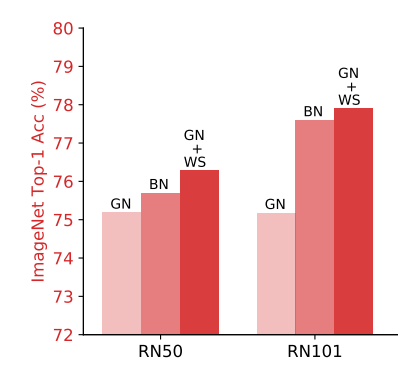 80
79
78
77
76
75
74
73
72
ImageNet Top-1 Acc (%)
GN
BN
GN
+
WS
GN
BN
GN
+
WS
RN50
RN101